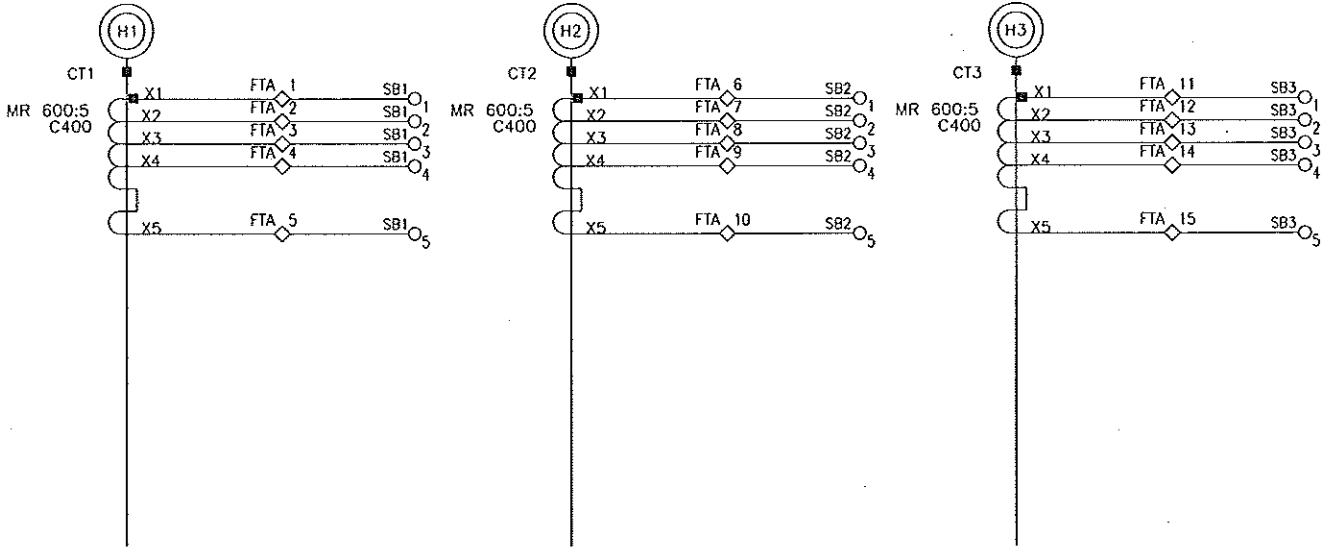 H1
CT1
MR 600:5
C400
X1 FTA 1 SB1 1
X2 FTA 2 SB1 2
X3 FTA 3 SB1 3
X4 FTA 4 SB1 4
X5 FTA 5 SB1 5
H2
CT2
MR 600:5
C400
X1 FTA 6 SB2 1
X2 FTA 7 SB2 2
X3 FTA 8 SB2 3
X4 FTA 9 SB2 4
X5 FTA 10 SB2 5
H3
CT3
MR 600:5
C400
X1 FTA 11 SB3 1
X2 FTA 12 SB3 2
X3 FTA 13 SB3 3
X4 FTA 14 SB3 4
X5 FTA 15 SB3 5